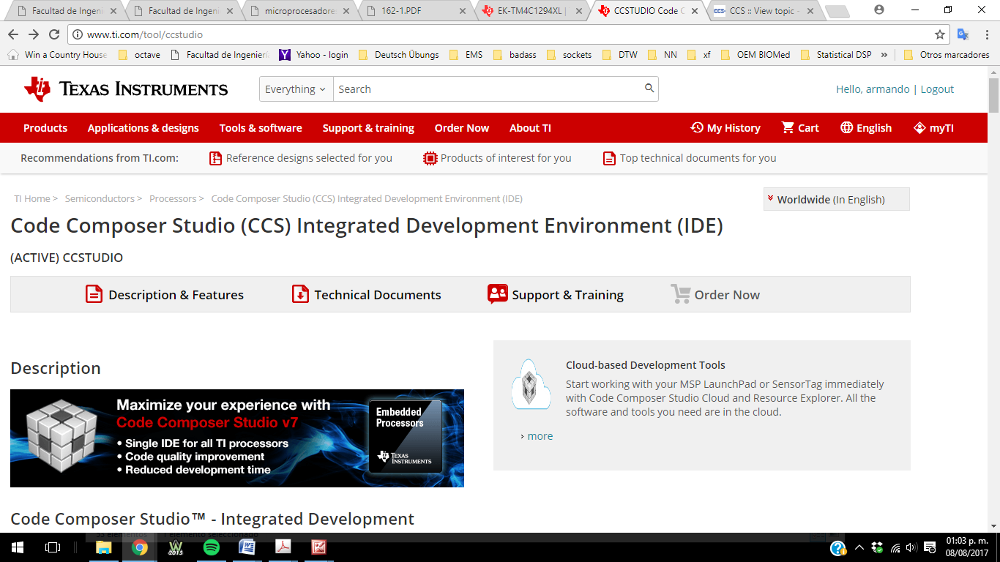 Facultad de Ingeni
Facultad de Ingeni
microprocesadore
162-1.PDF
EK-TM4C1294XL |
CCSTUDIO Code C
CCS :: View topic -
www.ti.com/tool/ccstudio
Win a Country House
octave
Facultad de Ingenierí
Yahoo - login
Deutsch Übungs
EMS
badass
sockets
DTW
NN
xf
OEM BIOMed
Statistical DSP
»
Otros marcadores
TEXAS INSTRUMENTS
Everything
Search
Hello, armando | Logout
Products
Applications & designs
Tools & software
Support & training
Order Now
About TI
My History
Cart
English
myTI
Recommendations from TI.com:
Reference designs selected for you
Products of interest for you
Top technical documents for you
TI Home > Semiconductors > Processors > Code Composer Studio (CCS) Integrated Development Environment (IDE)
Worldwide (In English)
Code Composer Studio (CCS) Integrated Development Environment (IDE)
(ACTIVE) CCSTUDIO
Description & Features
Technical Documents
Support & Training
Order Now
Description
Maximize your experience with
Code Composer Studio v7
• Single IDE for all TI processors
• Code quality improvement
• Reduced development time
Embedded
Processors
TEXAS
INSTRUMENTS
Cloud-based Development Tools
Start working with your MSP LaunchPad or SensorTag immediately
with Code Composer Studio Cloud and Resource Explorer. All the
software and tools you need are in the cloud.
› more
Code Composer Studio™ - Integrated Development
55 elementos 1 elemento seleccionado
2015
01:03 p. m.
08/08/2017